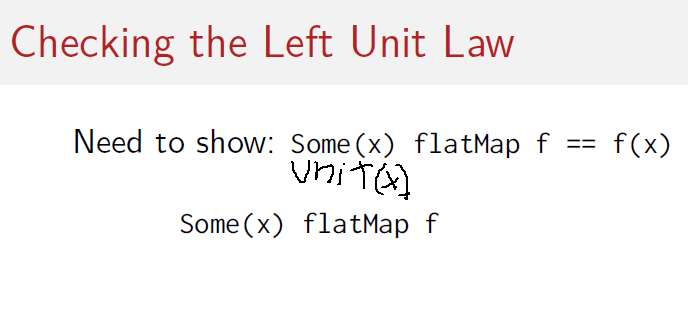 Checking the Left Unit Law
Need to show: Some(x) flatMap f == f(x)
UniT(x)
Some(x) flatMap f